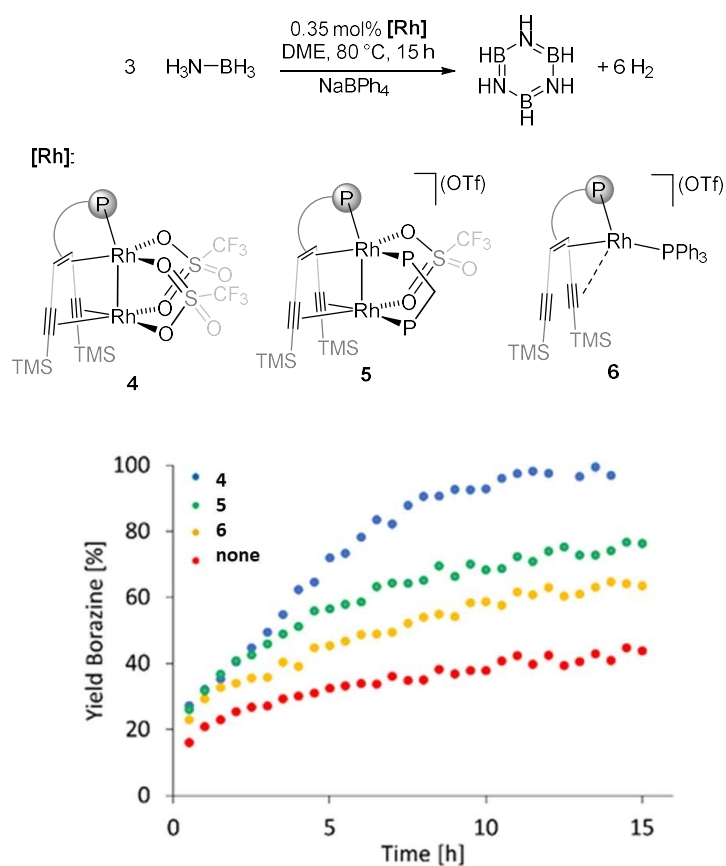 3 H₃N–BH₃
0.35 mol% [Rh]
DME, 80 °C, 15 h
NaBPh₄
H
N
HB BH
HN NH
B
H
+ 6 H₂
[Rh]:
P
Rh O
O S CF₃
O
Rh O
O S CF₃
O
TMS TMS
4
(OTf)
P
Rh O
P S CF₃
O
Rh O
P
TMS TMS
5
(OTf)
P
Rh PPh₃
TMS TMS
6
Yield Borazine [%]
100
80
60
40
20
0
4
5
6
none
0 5 10 15
Time [h]